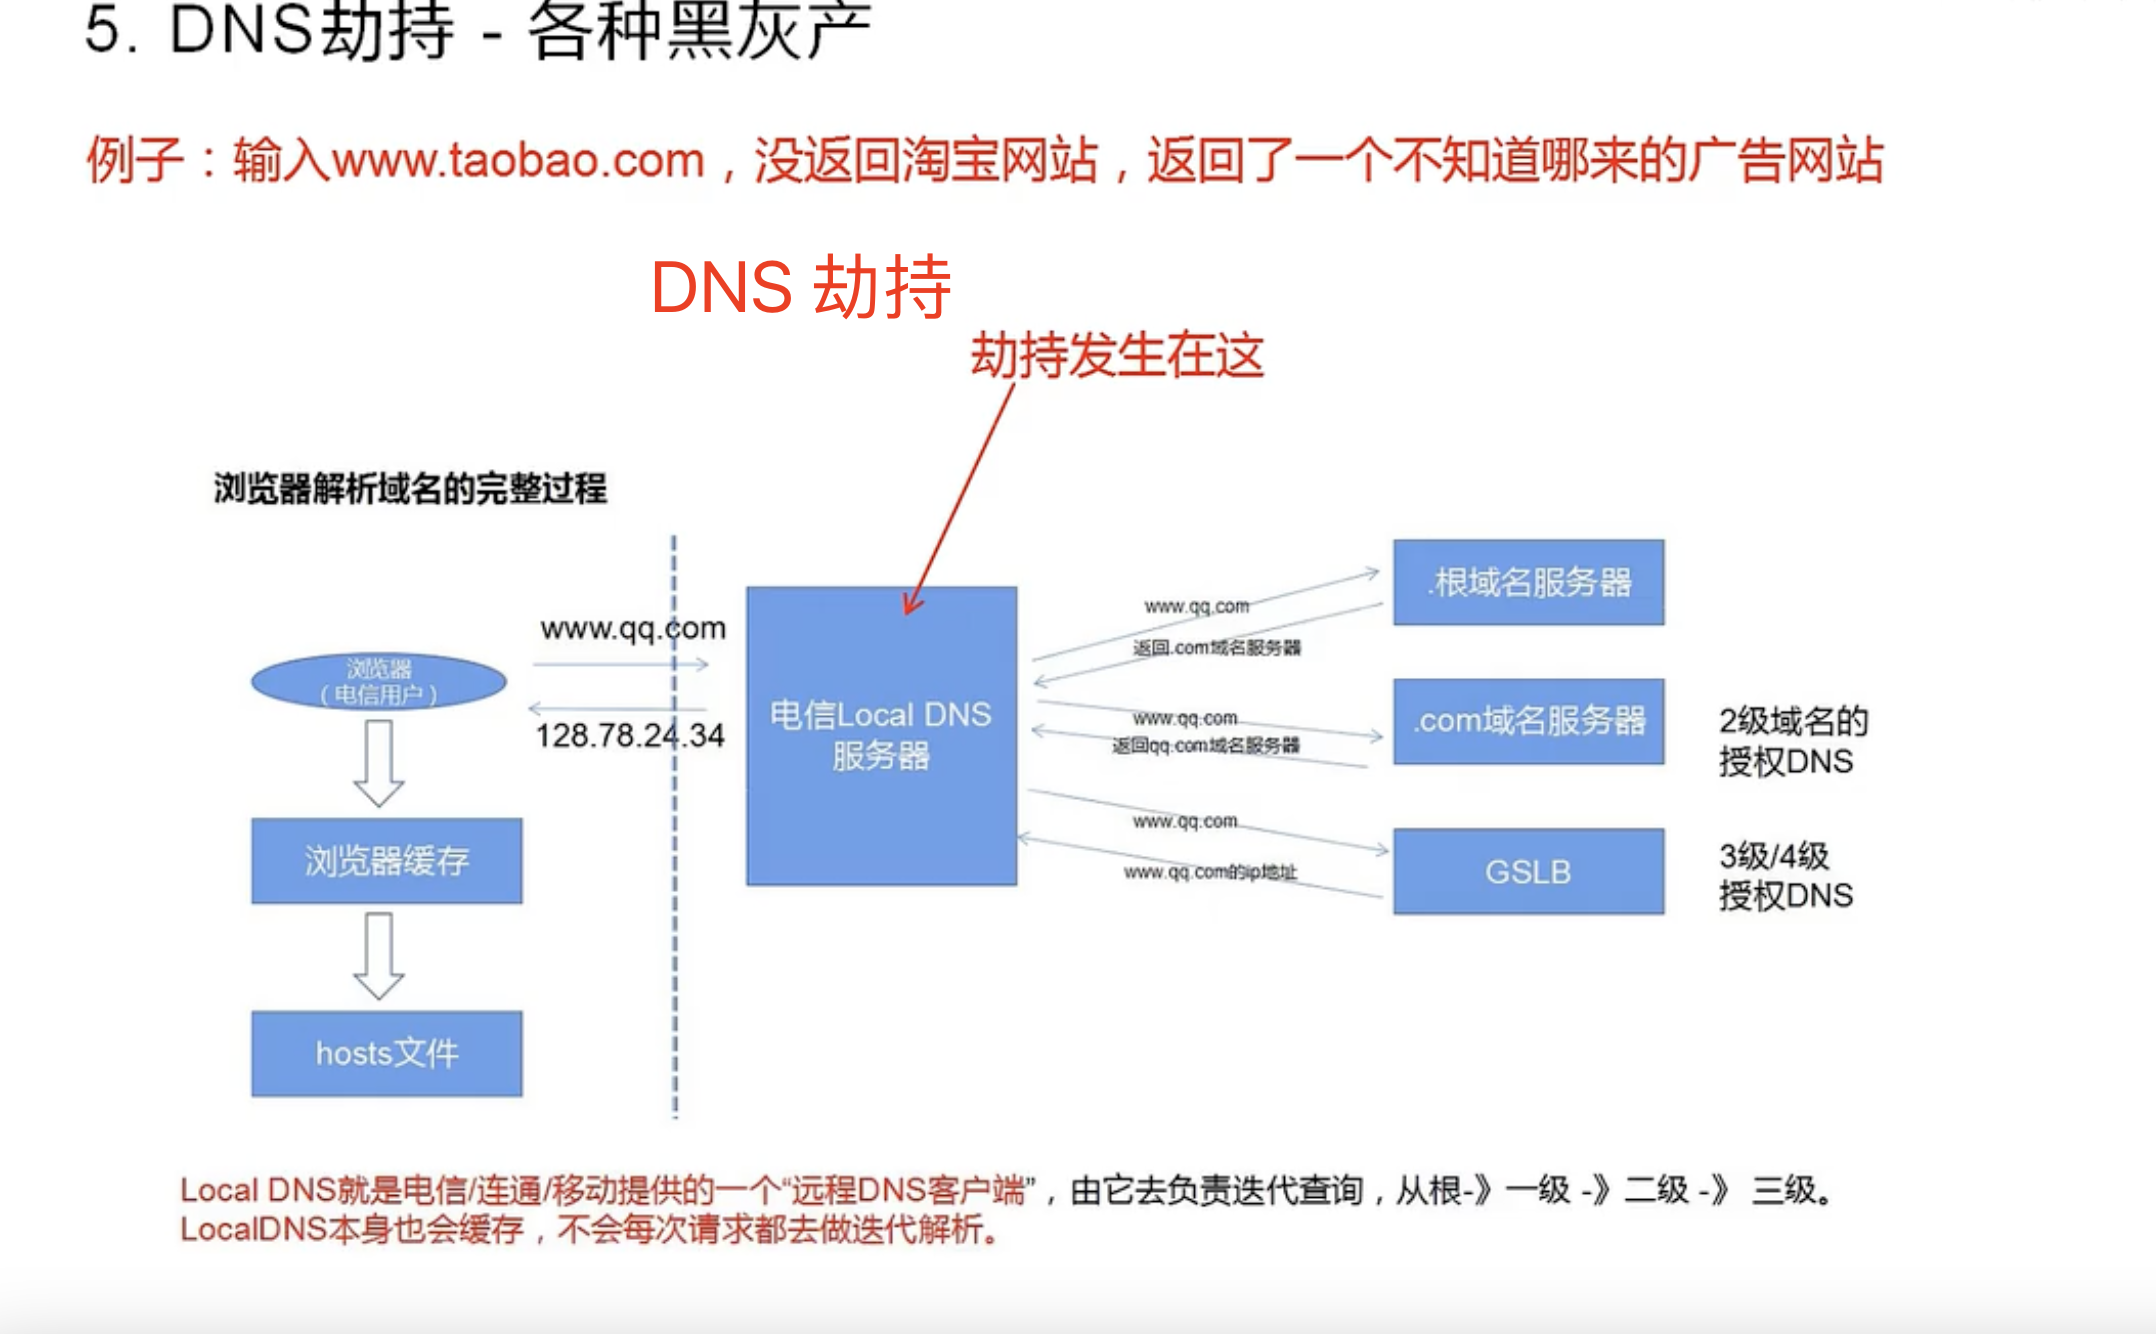 5. DNS劫持 - 各种黑灰产
例子：输入www.taobao.com，没返回淘宝网站，返回了一个不知道哪来的广告网站
DNS 劫持
劫持发生在这
浏览器解析域名的完整过程
www.qq.com
浏览器
（电信用户）
128.78.24.34
浏览器缓存
hosts文件
电信Local DNS
服务器
www.qq.com
返回.com域名服务器
www.qq.com
返回qq.com域名服务器
www.qq.com
www.qq.com的ip地址
.根域名服务器
.com域名服务器
2级域名的
授权DNS
GSLB
3级/4级
授权DNS
Local DNS就是电信/连通/移动提供的一个“远程DNS客户端”，由它去负责迭代查询，从根-》一级 -》二级 -》 三级。
LocalDNS本身也会缓存，不会每次请求都去做迭代解析。